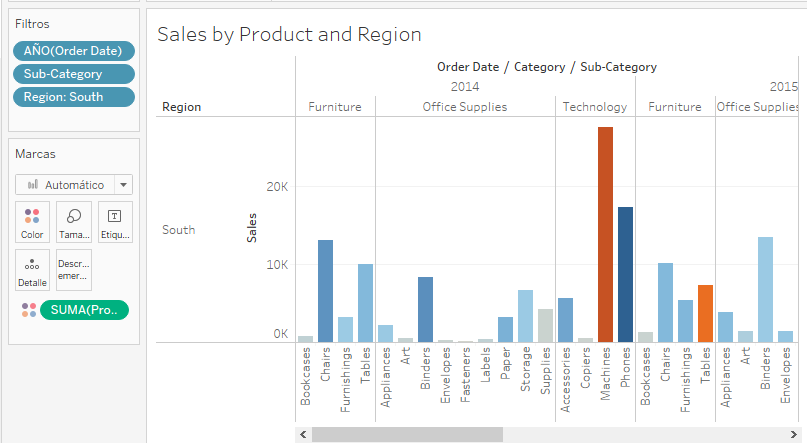 Filtros
AÑO(Order Date)
Sub-Category
Region: South
Marcas
Automático
Color
Tama...
Etiqu...
Detalle
Descr...
emer...
SUMA(Pro..
Sales by Product and Region
Order Date / Category / Sub-Category
2014
2015
Region
Furniture
Office Supplies
Technology
Furniture
Office Supplies
South
Sales
20K
10K
0K
Bookcases
Chairs
Furnishings
Tables
Appliances
Art
Binders
Envelopes
Fasteners
Labels
Paper
Storage
Supplies
Accessories
Copiers
Machines
Phones
Bookcases
Chairs
Furnishings
Tables
Appliances
Art
Binders
Envelopes